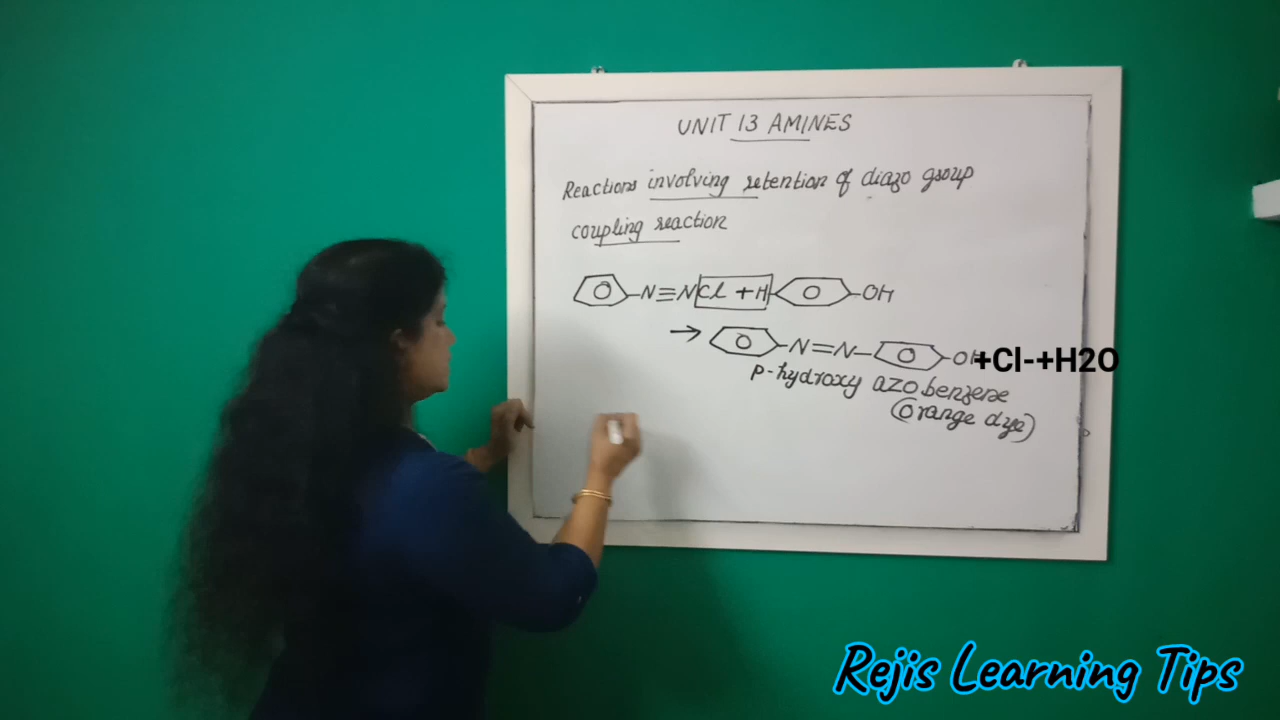 UNIT 13 AMINES
Reactions involving retention of diazo group
coupling reaction
N≡NCl + H OH
→ N=N OH +Cl-+H2O
p-hydroxy azobenzene
(orange dye)
Rejis Learning Tips